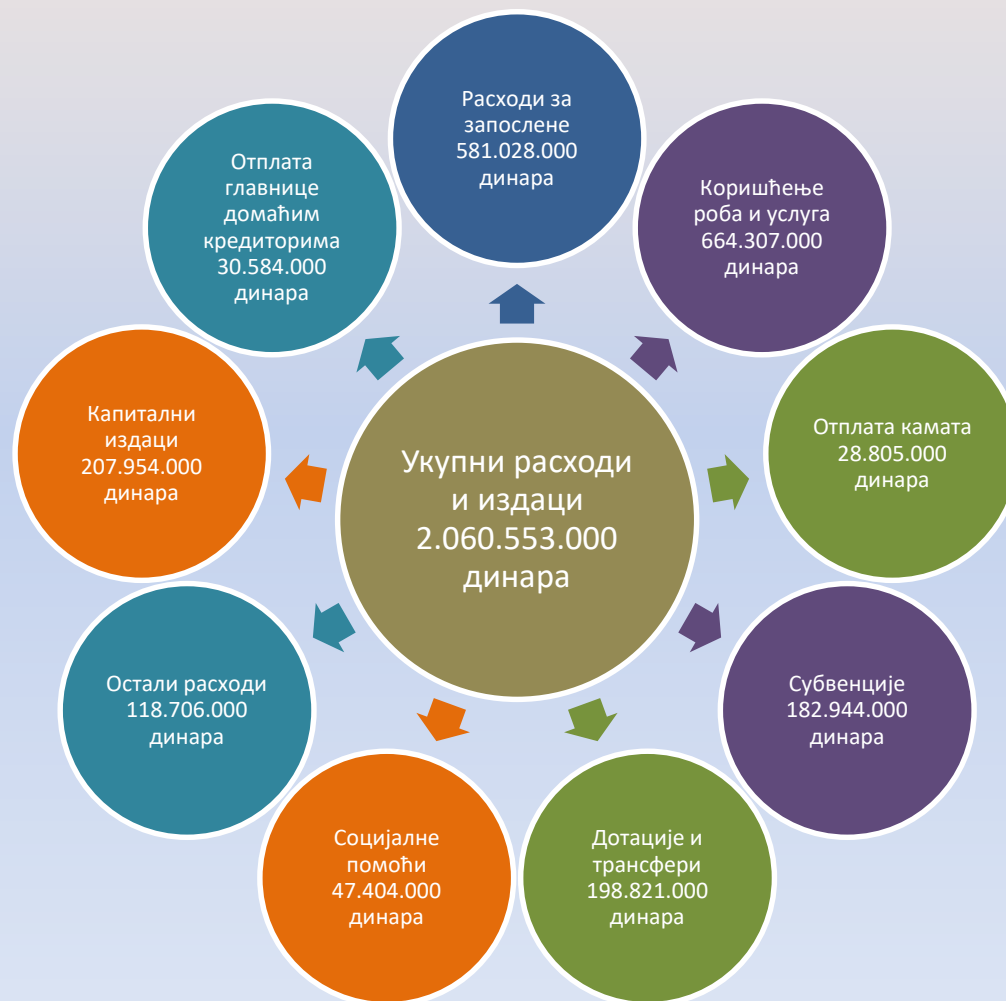 Укупни расходи
и издаци
2.060.553.000
динара
Расходи за
запослене
581.028.000
динара
Коришћење
роба и услуга
664.307.000
динара
Отплата камата
28.805.000
динара
Субвенције
182.944.000
динара
Дотације и
трансфери
198.821.000
динара
Социјалне
помоћи
47.404.000
динара
Остали расходи
118.706.000
динара
Капитални
издаци
207.954.000
динара
Отплата
главнице
домаћим
кредиторима
30.584.000
динара